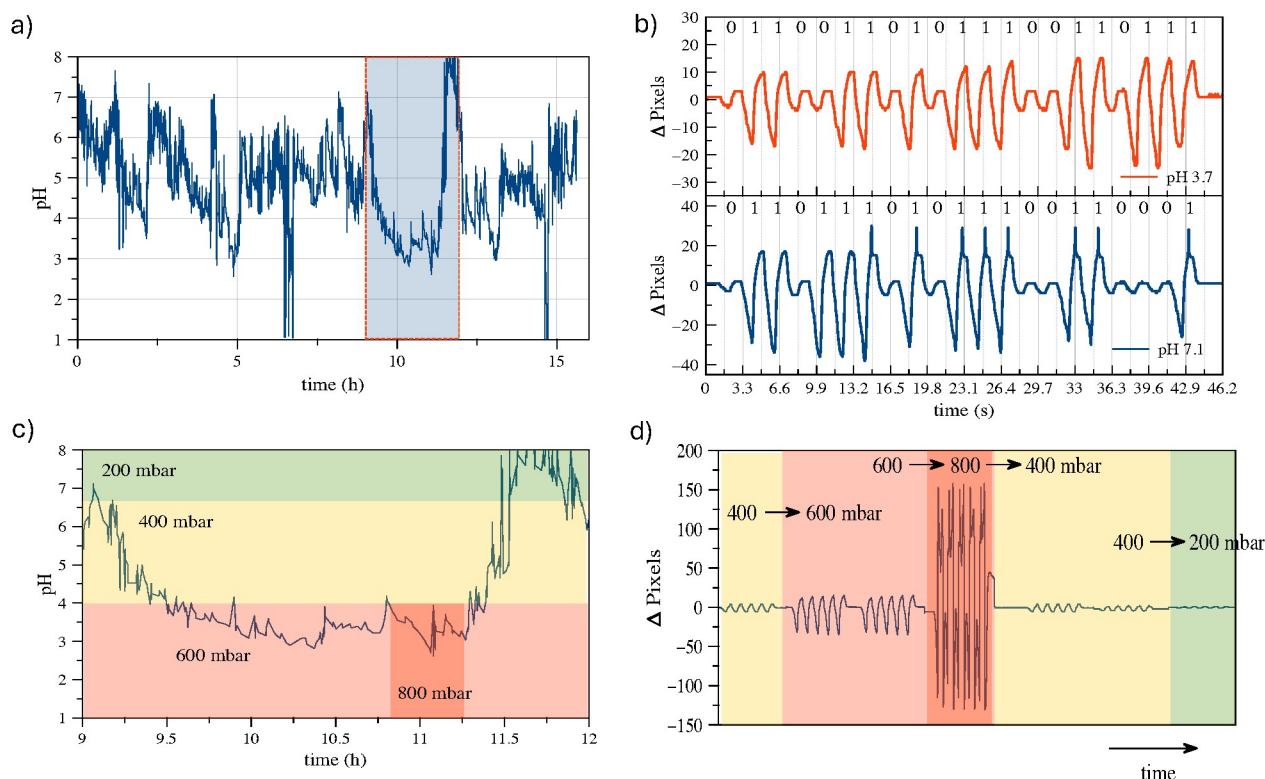 a)
pH
8
7
6
5
4
3
2
1
0 5 10 15
time (h)
b)
0 1 1 0 0 1 1 0 1 0 1 1 1 0 0 1 1 0 1 1 1
Δ Pixels
30
15
0
−15
−30
pH 3.7
0 1 1 0 1 1 1 0 1 0 1 1 1 0 0 1 1 0 0 0 1
Δ Pixels
40
20
0
−20
−40
pH 7.1
0 3.3 6.6 9.9 13.2 16.5 19.8 23.1 26.4 29.7 33 36.3 39.6 42.9 46.2
time (s)
c)
pH
8
7
6
5
4
3
2
1
200 mbar
400 mbar
600 mbar
800 mbar
9 9.5 10 10.5 11 11.5 12
time (h)
d)
Δ Pixels
200
150
100
50
0
−50
−100
−150
600 → 800 → 400 mbar
400 → 600 mbar
400 → 200 mbar
time